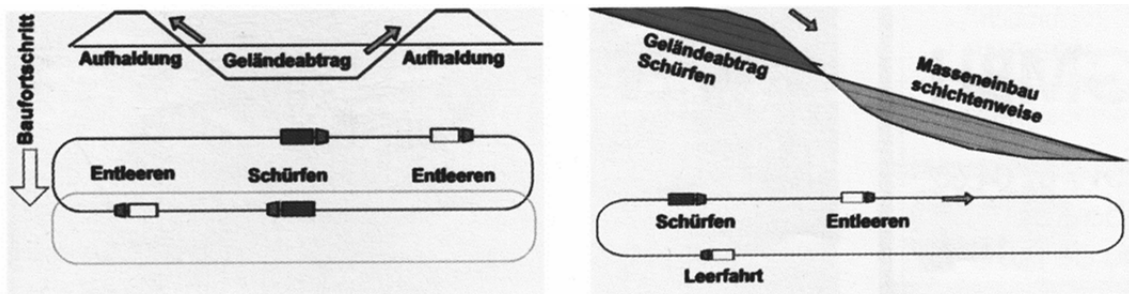 Baufortschritt
Aufhaldung
Geländeabtrag
Aufhaldung
Entleeren
Schürfen
Entleeren
Geländeabtrag
Schürfen
Masseneinbau
schichtenweise
Schürfen
Entleeren
Leerfahrt